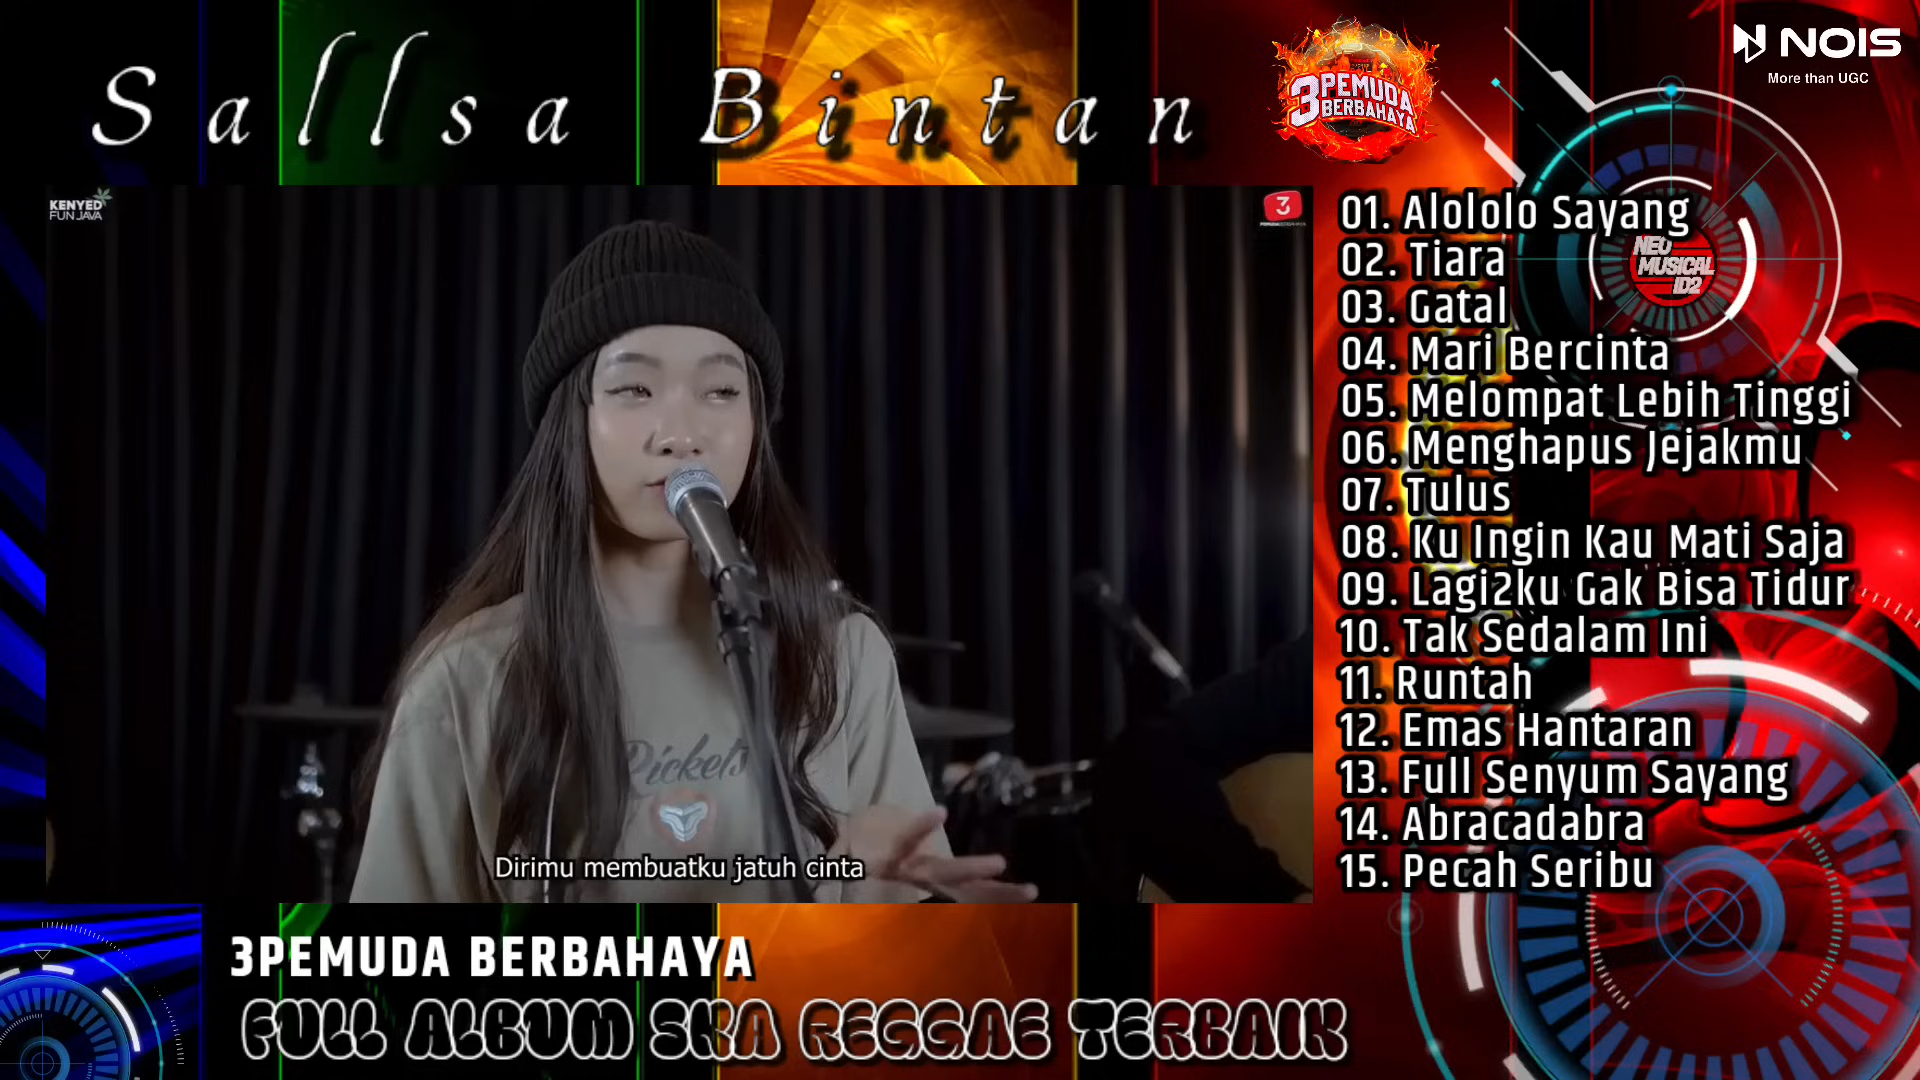 Sallsa Bintan
3PEMUDA
BERBAHAYA
NOIS
More than UGC
KENYED
FUN JAVA
3
01. Alololo Sayang
02. Tiara
03. Gatal
04. Mari Bercinta
05. Melompat Lebih Tinggi
06. Menghapus Jejakmu
07. Tulus
08. Ku Ingin Kau Mati Saja
09. Lagi2ku Gak Bisa Tidur
10. Tak Sedalam Ini
11. Runtah
12. Emas Hantaran
13. Full Senyum Sayang
14. Abracadabra
15. Pecah Seribu
NEO
MUSICAL
ID2
Pickets
Dirimu membuatku jatuh cinta
3PEMUDA BERBAHAYA
FULL ALBUM SKA REGGAE TERBAIK